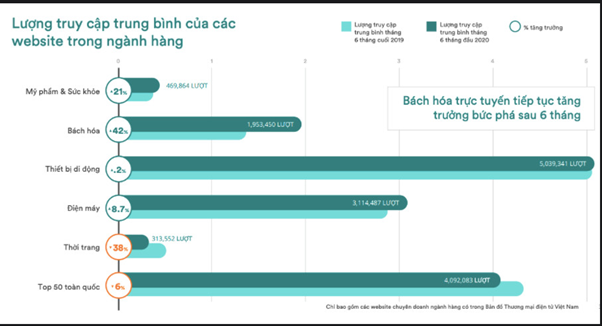 Lượng truy cập trung bình của các
website trong ngành hàng
Lượng truy cập
trung bình tháng
6 tháng cuối 2019
Lượng truy cập
trung bình tháng
6 tháng đầu 2020
% tăng trưởng
0 1 2 3 4 5
Mỹ phẩm & Sức khỏe +21% 469,864 LƯỢT
Bách hóa +42% 1,953,450 LƯỢT
Thiết bị di động +.2% 5,039,341 LƯỢT
Điện máy +8.7% 3,114,487 LƯỢT
Thời trang -38% 313,552 LƯỢT
Top 50 toàn quốc -6% 4,092,083 LƯỢT
Bách hóa trực tuyến tiếp tục tăng
trưởng bứt phá sau 6 tháng
Chỉ bao gồm các website chuyên doanh ngành hàng có trong Bản đồ Thương mại điện tử Việt Nam